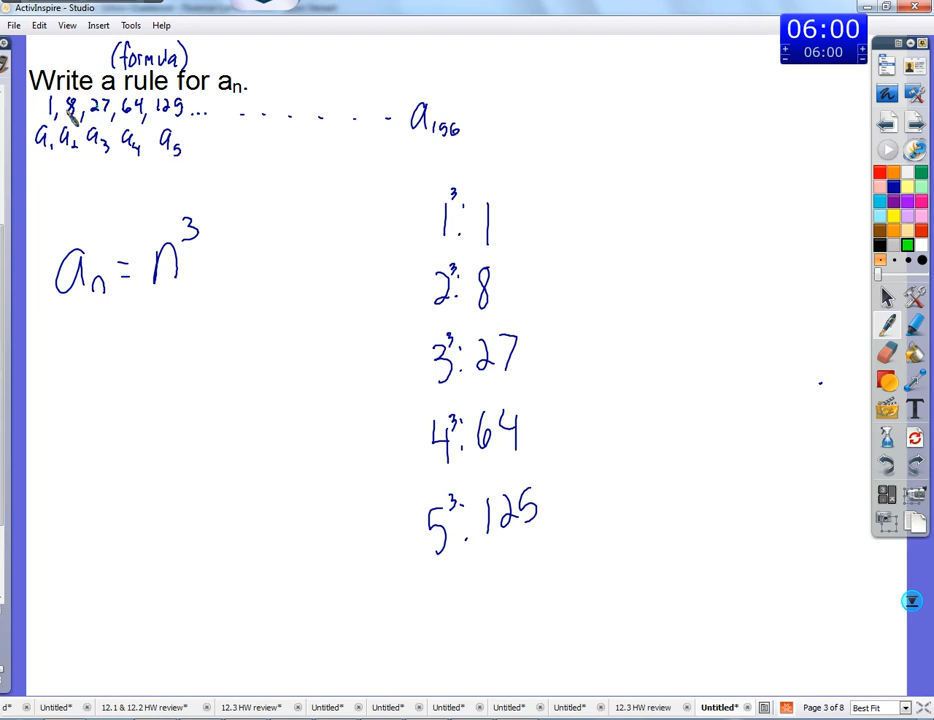 ActivInspire - Studio
File Edit View Insert Tools Help
06:00
06:00
(formula)
Write a rule for aₙ.
1, 8, 27, 64, 125 ... . . . . . . a₁₅₆
a₁ a₂ a₃ a₄ a₅
aₙ = n³
1³: 1
2³: 8
3³: 27
4³: 64
5³: 125
d* Untitled* 12.1 & 12.2 HW review* 12.3 HW review* Untitled* Untitled* Untitled* Untitled* 12.3 HW review Untitled* Page 3 of 8 Best Fit